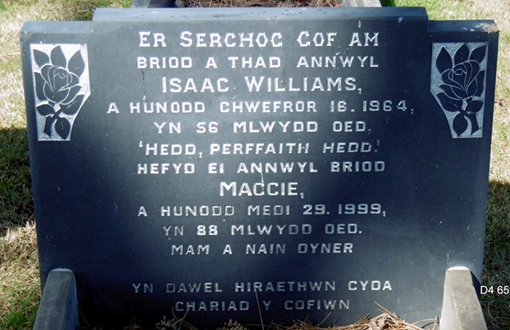 Er Serchog Gof am
briod a thad annwyl
Isaac Williams,
a hunodd Chwefror 16. 1964,
yn 56 mlwydd oed.
'Hedd, perffaith hedd.'
hefyd ei annwyl briod
Maggie,
a hunodd Medi 29. 1999,
yn 88 mlwydd oed.
mam a nain dyner
yn dawel hiraethwn gyda
chariad y cofiwn
D4 65